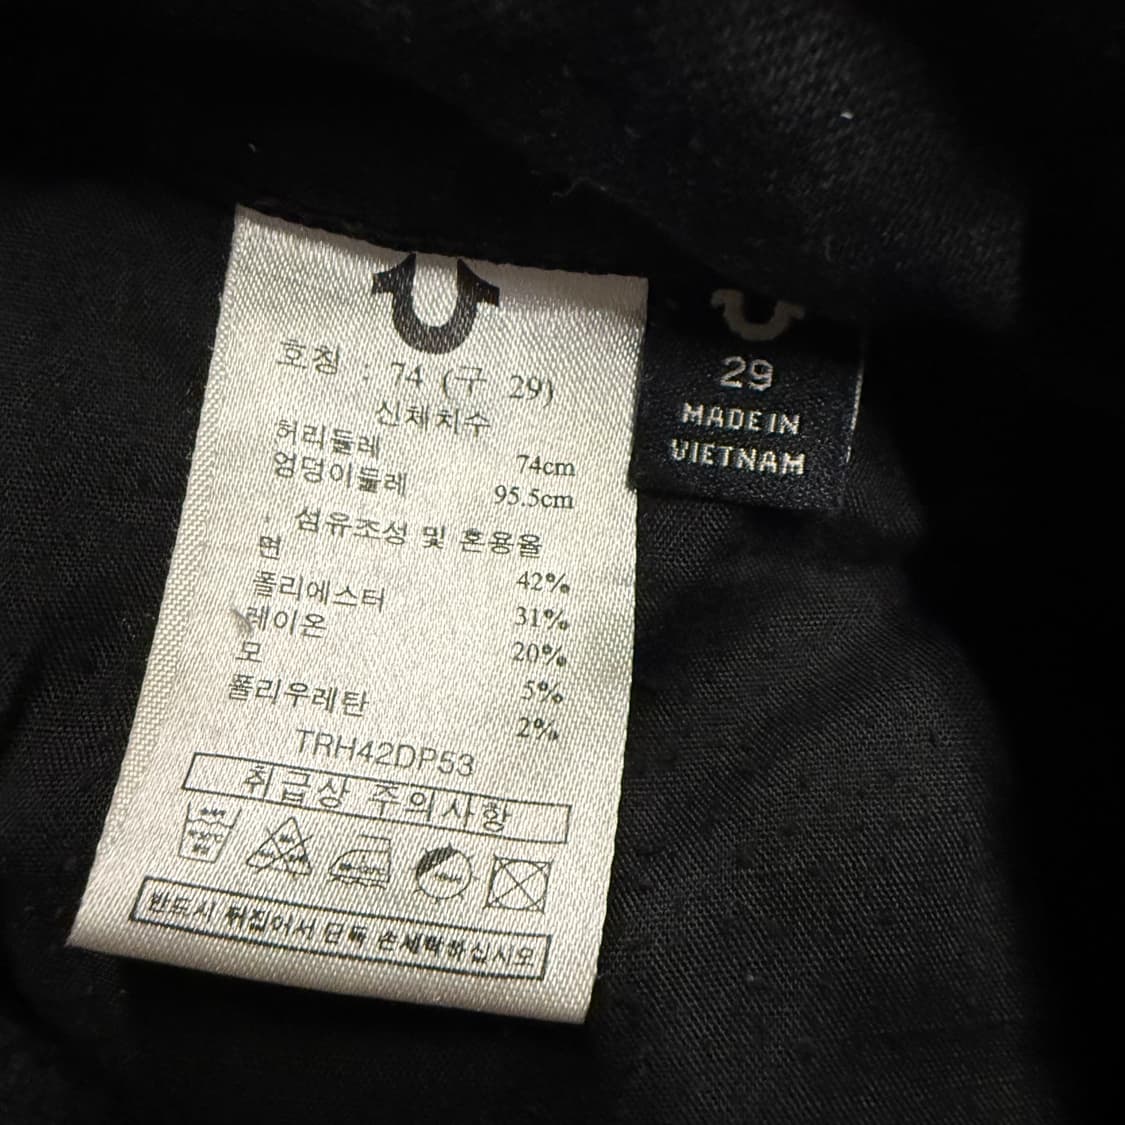 호칭 : 74 (구 29)
신체치수
허리둘레 74cm
엉덩이둘레 95.5cm
섬유조성 및 혼용율
면 42%
폴리에스터 31%
레이온 20%
모 5%
폴리우레탄 2%
TRH42DP53
취급상 주의사항
반드시 뒤집어서 단독 손세탁하십시오
29
MADE IN
VIETNAM